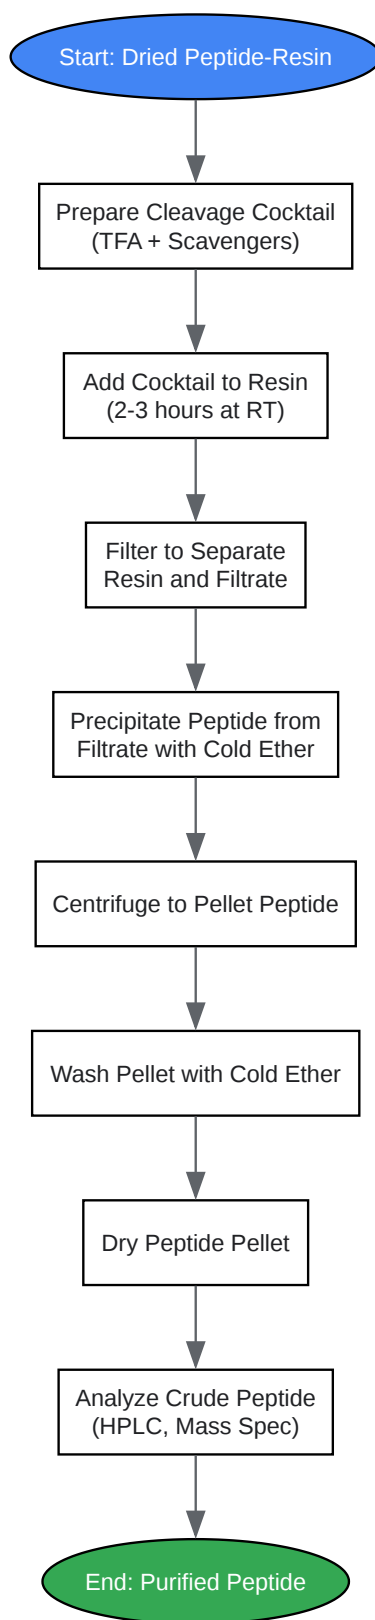 Start: Dried Peptide-Resin
Prepare Cleavage Cocktail
(TFA + Scavengers)
Add Cocktail to Resin
(2-3 hours at RT)
Filter to Separate
Resin and Filtrate
Precipitate Peptide from
Filtrate with Cold Ether
Centrifuge to Pellet Peptide
Wash Pellet with Cold Ether
Dry Peptide Pellet
Analyze Crude Peptide
(HPLC, Mass Spec)
End: Purified Peptide